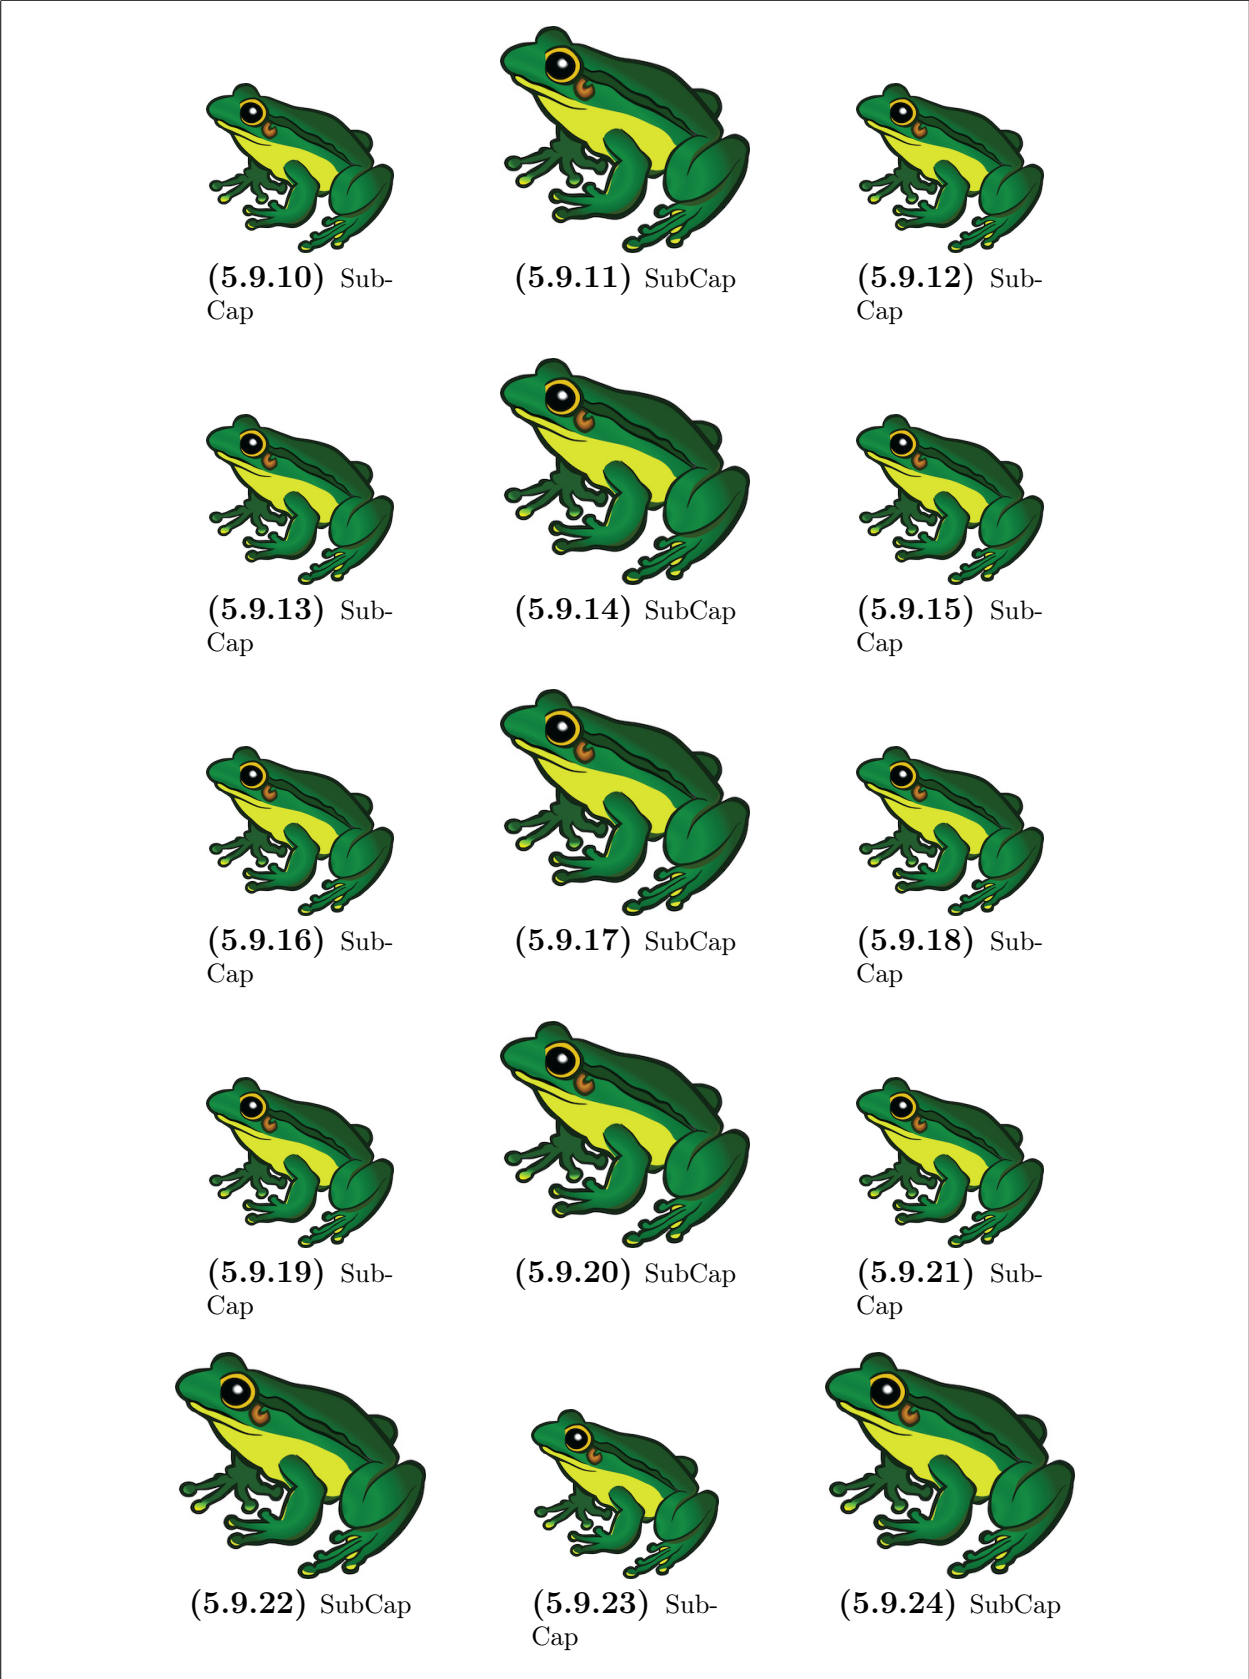 (5.9.10) Sub-
Cap
(5.9.11) SubCap
(5.9.12) Sub-
Cap
(5.9.13) Sub-
Cap
(5.9.14) SubCap
(5.9.15) Sub-
Cap
(5.9.16) Sub-
Cap
(5.9.17) SubCap
(5.9.18) Sub-
Cap
(5.9.19) Sub-
Cap
(5.9.20) SubCap
(5.9.21) Sub-
Cap
(5.9.22) SubCap
(5.9.23) Sub-
Cap
(5.9.24) SubCap